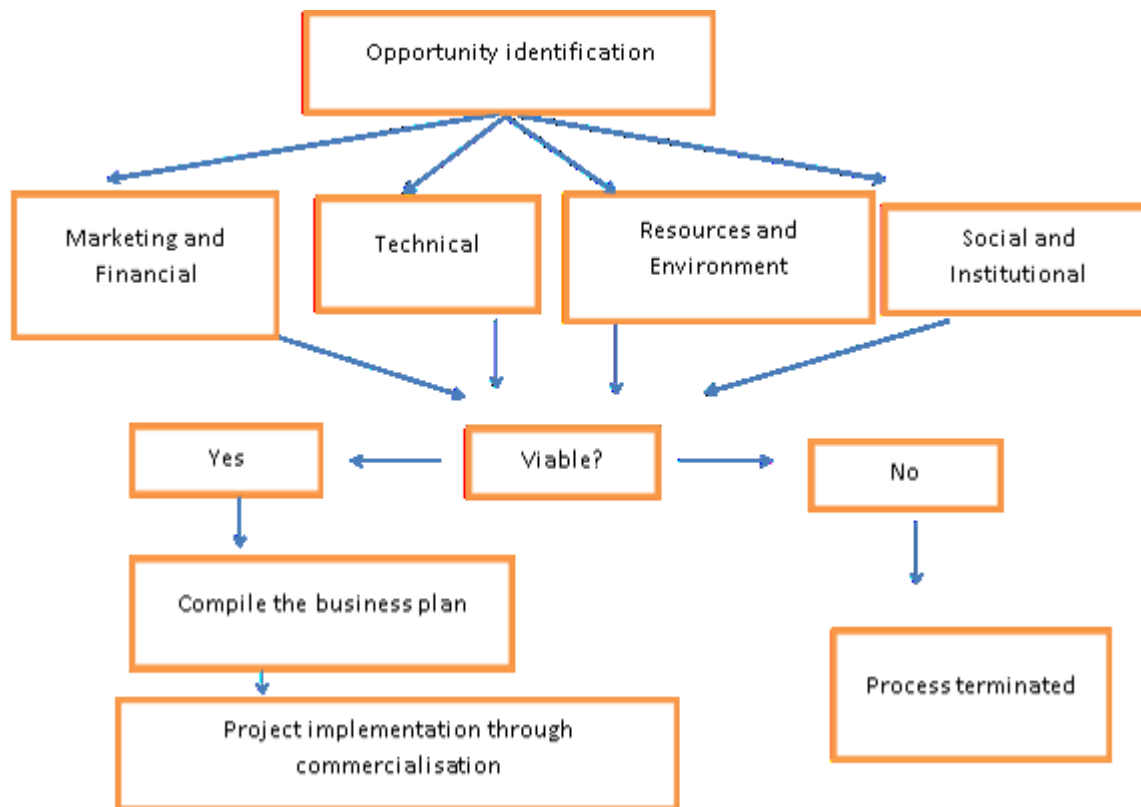 Opportunity identification
Marketing and
Financial
Technical
Resources and
Environment
Social and
Institutional
Yes
Viable?
No
Compile the business plan
Process terminated
Project implementation through
commercialisation